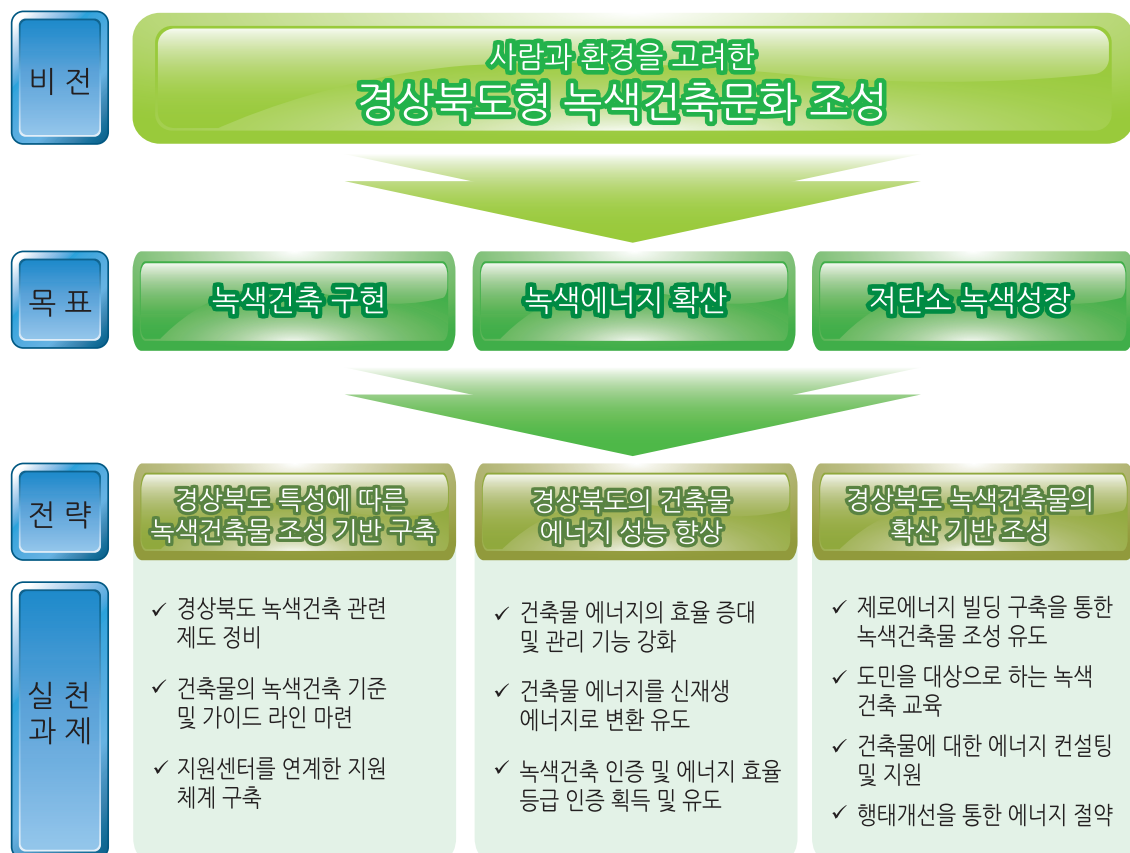 비 전
사람과 환경을 고려한
경상북도형 녹색건축문화 조성
목 표
녹색건축 구현
녹색에너지 확산
저탄소 녹색성장
전 략
경상북도 특성에 따른
녹색건축물 조성 기반 구축
경상북도의 건축물
에너지 성능 향상
경상북도 녹색건축물의
확산 기반 조성
실 천
과 제
✓ 경상북도 녹색건축 관련
제도 정비
✓ 건축물의 녹색건축 기준
및 가이드 라인 마련
✓ 지원센터를 연계한 지원
체계 구축
✓ 건축물 에너지의 효율 증대
및 관리 기능 강화
✓ 건축물 에너지를 신재생
에너지로 변환 유도
✓ 녹색건축 인증 및 에너지 효율
등급 인증 획득 및 유도
✓ 제로에너지 빌딩 구축을 통한
녹색건축물 조성 유도
✓ 도민을 대상으로 하는 녹색
건축 교육
✓ 건축물에 대한 에너지 컨설팅
및 지원
✓ 행태개선을 통한 에너지 절약